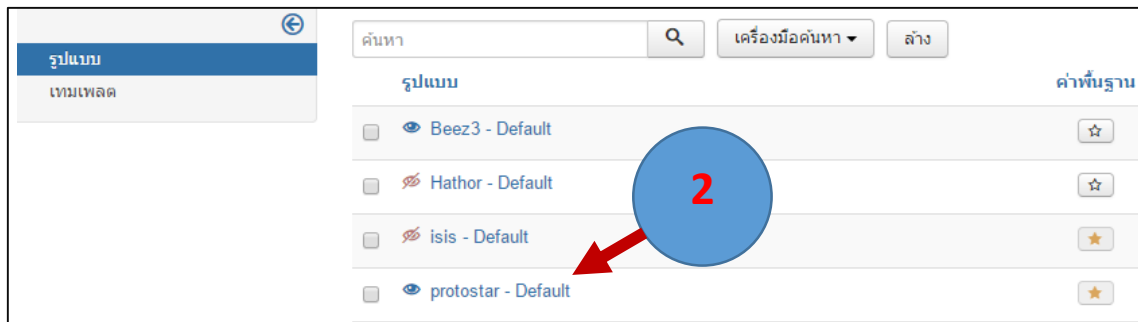 ค้นหา เครื่องมือค้นหา ล้าง
รูปแบบ
เทมเพลต
รูปแบบ ค่าพื้นฐาน
Beez3 - Default
Hathor - Default
2
isis - Default
protostar - Default